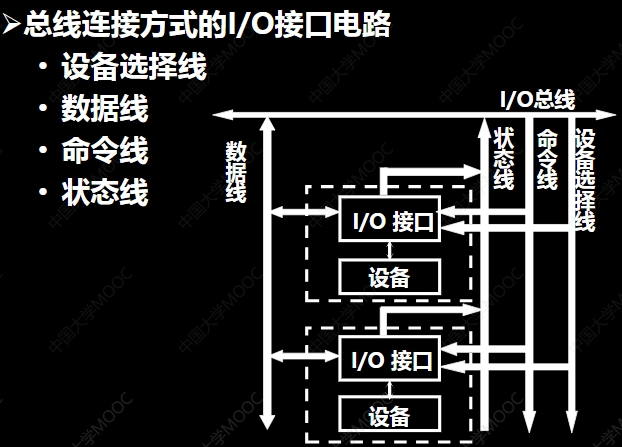 ➢总线连接方式的I/O接口电路
• 设备选择线
• 数据线
• 命令线
• 状态线
I/O总线
数据线
状态线
命令线
设备选择线
I/O 接口
设备
I/O 接口
设备
中国大学MOOC